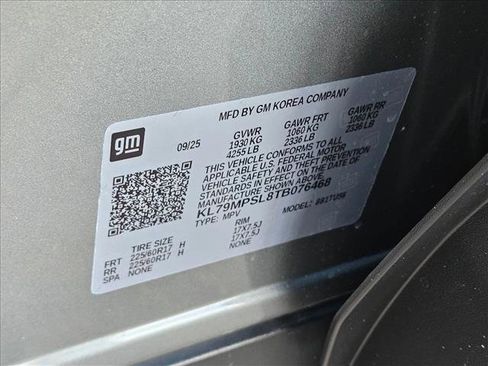 gm
MFD BY GM KOREA COMPANY
09/25
GVWR GAWR FRT GAWR RR
1930 KG 1060 KG 1060 KG
4255 LB 2336 LB 2336 LB
THIS VEHICLE CONFORMS TO ALL
APPLICABLE U.S. FEDERAL MOTOR
VEHICLE SAFETY AND THEFT PREVENTION
STANDARDS IN EFFECT ON THE DATE OF
MANUFACTURE SHOWN ABOVE.
KL79MPSL8TB076468
TYPE: MPV MODEL:
TIRE SIZE RIM
FRT 225/60R17 H 17X7.5J
RR 225/60R17 H 17X7.5J
SPA NONE NONE